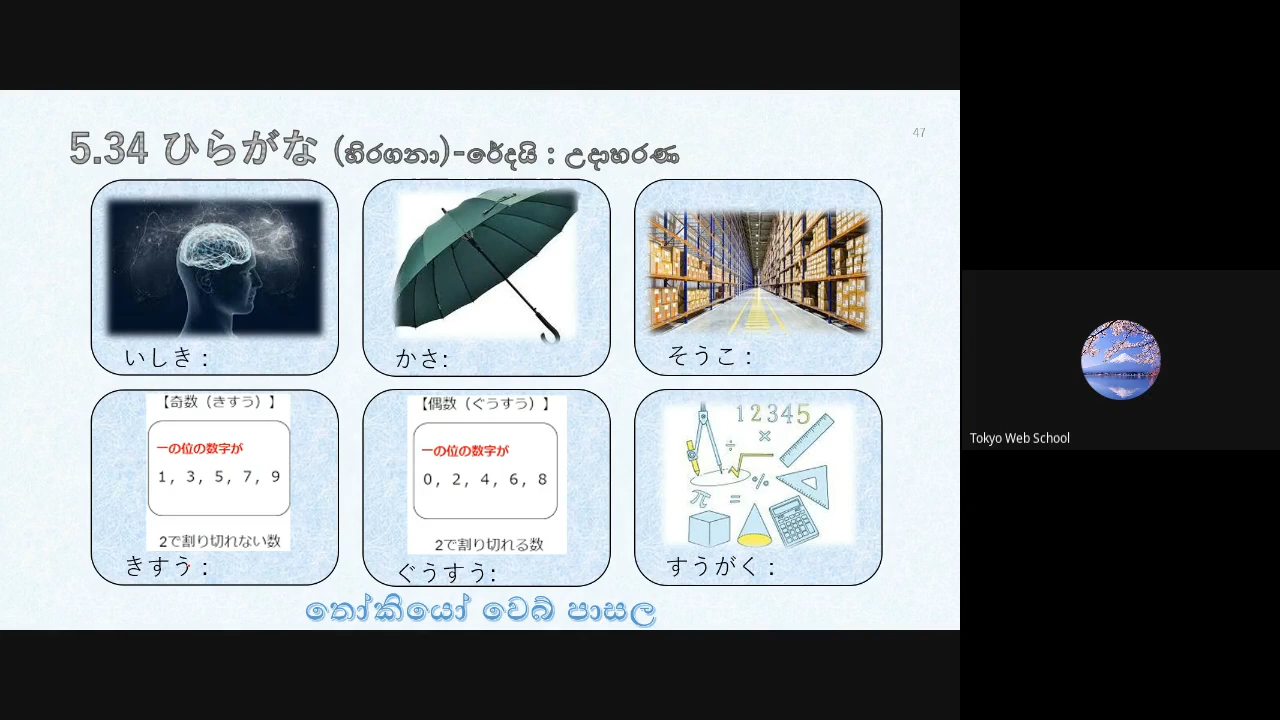 47
5.34 ひらがな (හිරගනා)-රේදයි : උදාහරණ
いしき :
かさ:
そうこ :
【奇数（きすう）】
一の位の数字が
1, 3, 5, 7, 9
2で割り切れない数
きすう :
【偶数（ぐうすう）】
一の位の数字が
0, 2, 4, 6, 8
2で割り切れる数
ぐうすう:
12345
÷
×
%
π
=
すうがく :
තෝකියෝ වෙබ් පාසල
Tokyo Web School